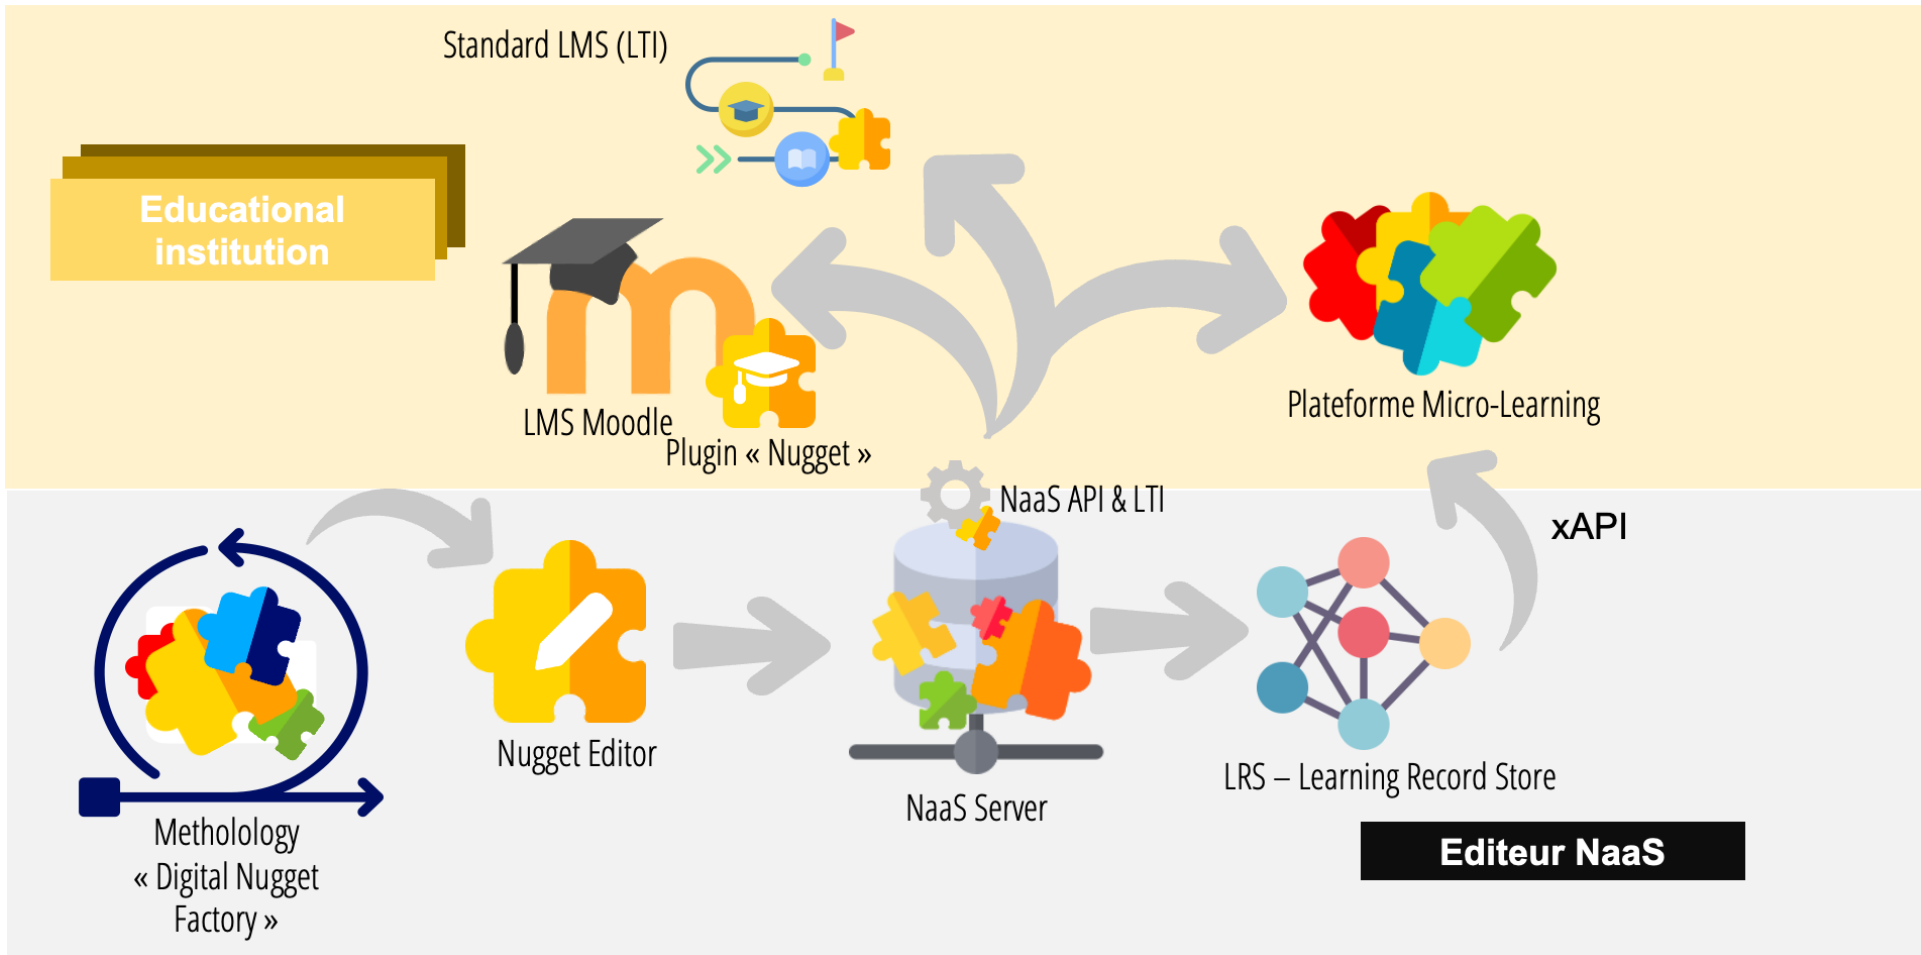 Standard LMS (LTI)
Educational
institution
LMS Moodle
Plugin « Nugget »
Plateforme Micro-Learning
NaaS API & LTI
xAPI
Nugget Editor
NaaS Server
LRS – Learning Record Store
Metholology
« Digital Nugget
Factory »
Editeur NaaS